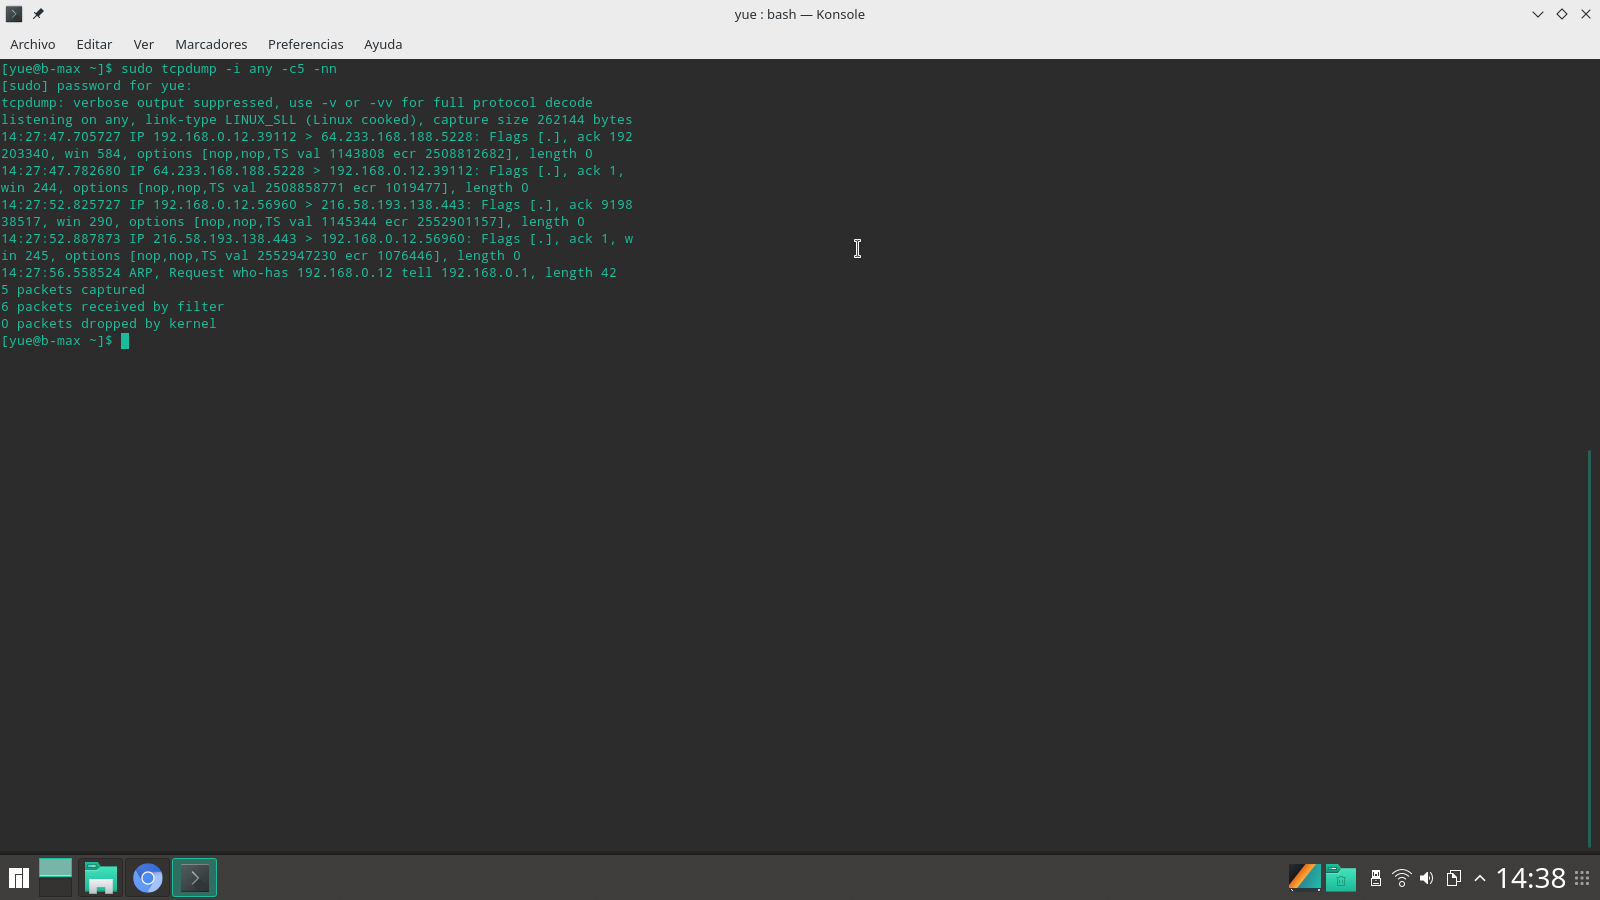 yue : bash — Konsole
Archivo Editar Ver Marcadores Preferencias Ayuda
[yue@b-max ~]$ sudo tcpdump -i any -c5 -nn
[sudo] password for yue:
tcpdump: verbose output suppressed, use -v or -vv for full protocol decode
listening on any, link-type LINUX_SLL (Linux cooked), capture size 262144 bytes
14:27:47.705727 IP 192.168.0.12.39112 > 64.233.168.188.5228: Flags [.], ack 192
203340, win 584, options [nop,nop,TS val 1143808 ecr 2508812682], length 0
14:27:47.782680 IP 64.233.168.188.5228 > 192.168.0.12.39112: Flags [.], ack 1,
win 244, options [nop,nop,TS val 2508858771 ecr 1019477], length 0
14:27:52.825727 IP 192.168.0.12.56960 > 216.58.193.138.443: Flags [.], ack 9198
38517, win 290, options [nop,nop,TS val 1145344 ecr 2552901157], length 0
14:27:52.887873 IP 216.58.193.138.443 > 192.168.0.12.56960: Flags [.], ack 1, w
in 245, options [nop,nop,TS val 2552947230 ecr 1076446], length 0
14:27:56.558524 ARP, Request who-has 192.168.0.12 tell 192.168.0.1, length 42
5 packets captured
6 packets received by filter
0 packets dropped by kernel
[yue@b-max ~]$
14:38